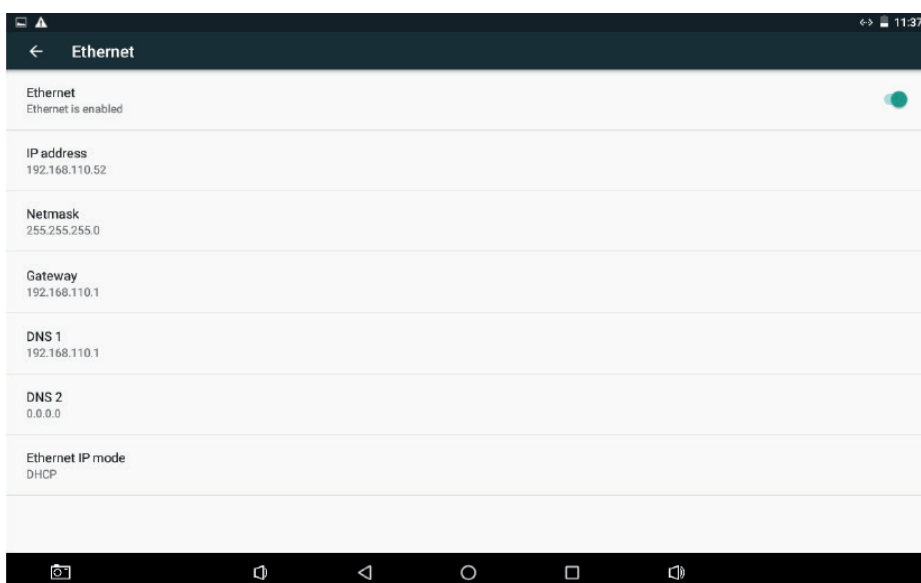 11:37
Ethernet
Ethernet
Ethernet is enabled
IP address
192.168.110.52
Netmask
255.255.255.0
Gateway
192.168.110.1
DNS 1
192.168.110.1
DNS 2
0.0.0.0
Ethernet IP mode
DHCP